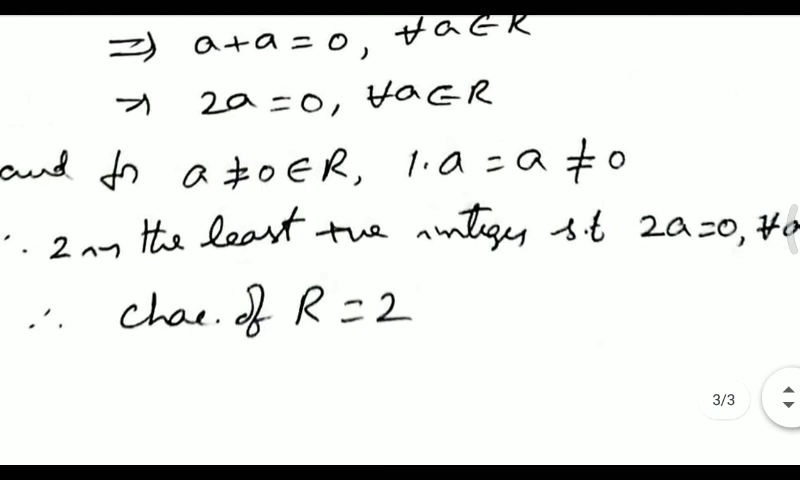 ⇒ a+a=0, ∀a∈R
⇒ 2a=0, ∀a∈R
and for a≠0∈R, 1.a=a≠0
∴ 2 is the least +ve integer s.t 2a=0, ∀a
∴ Char. of R=2
3/3